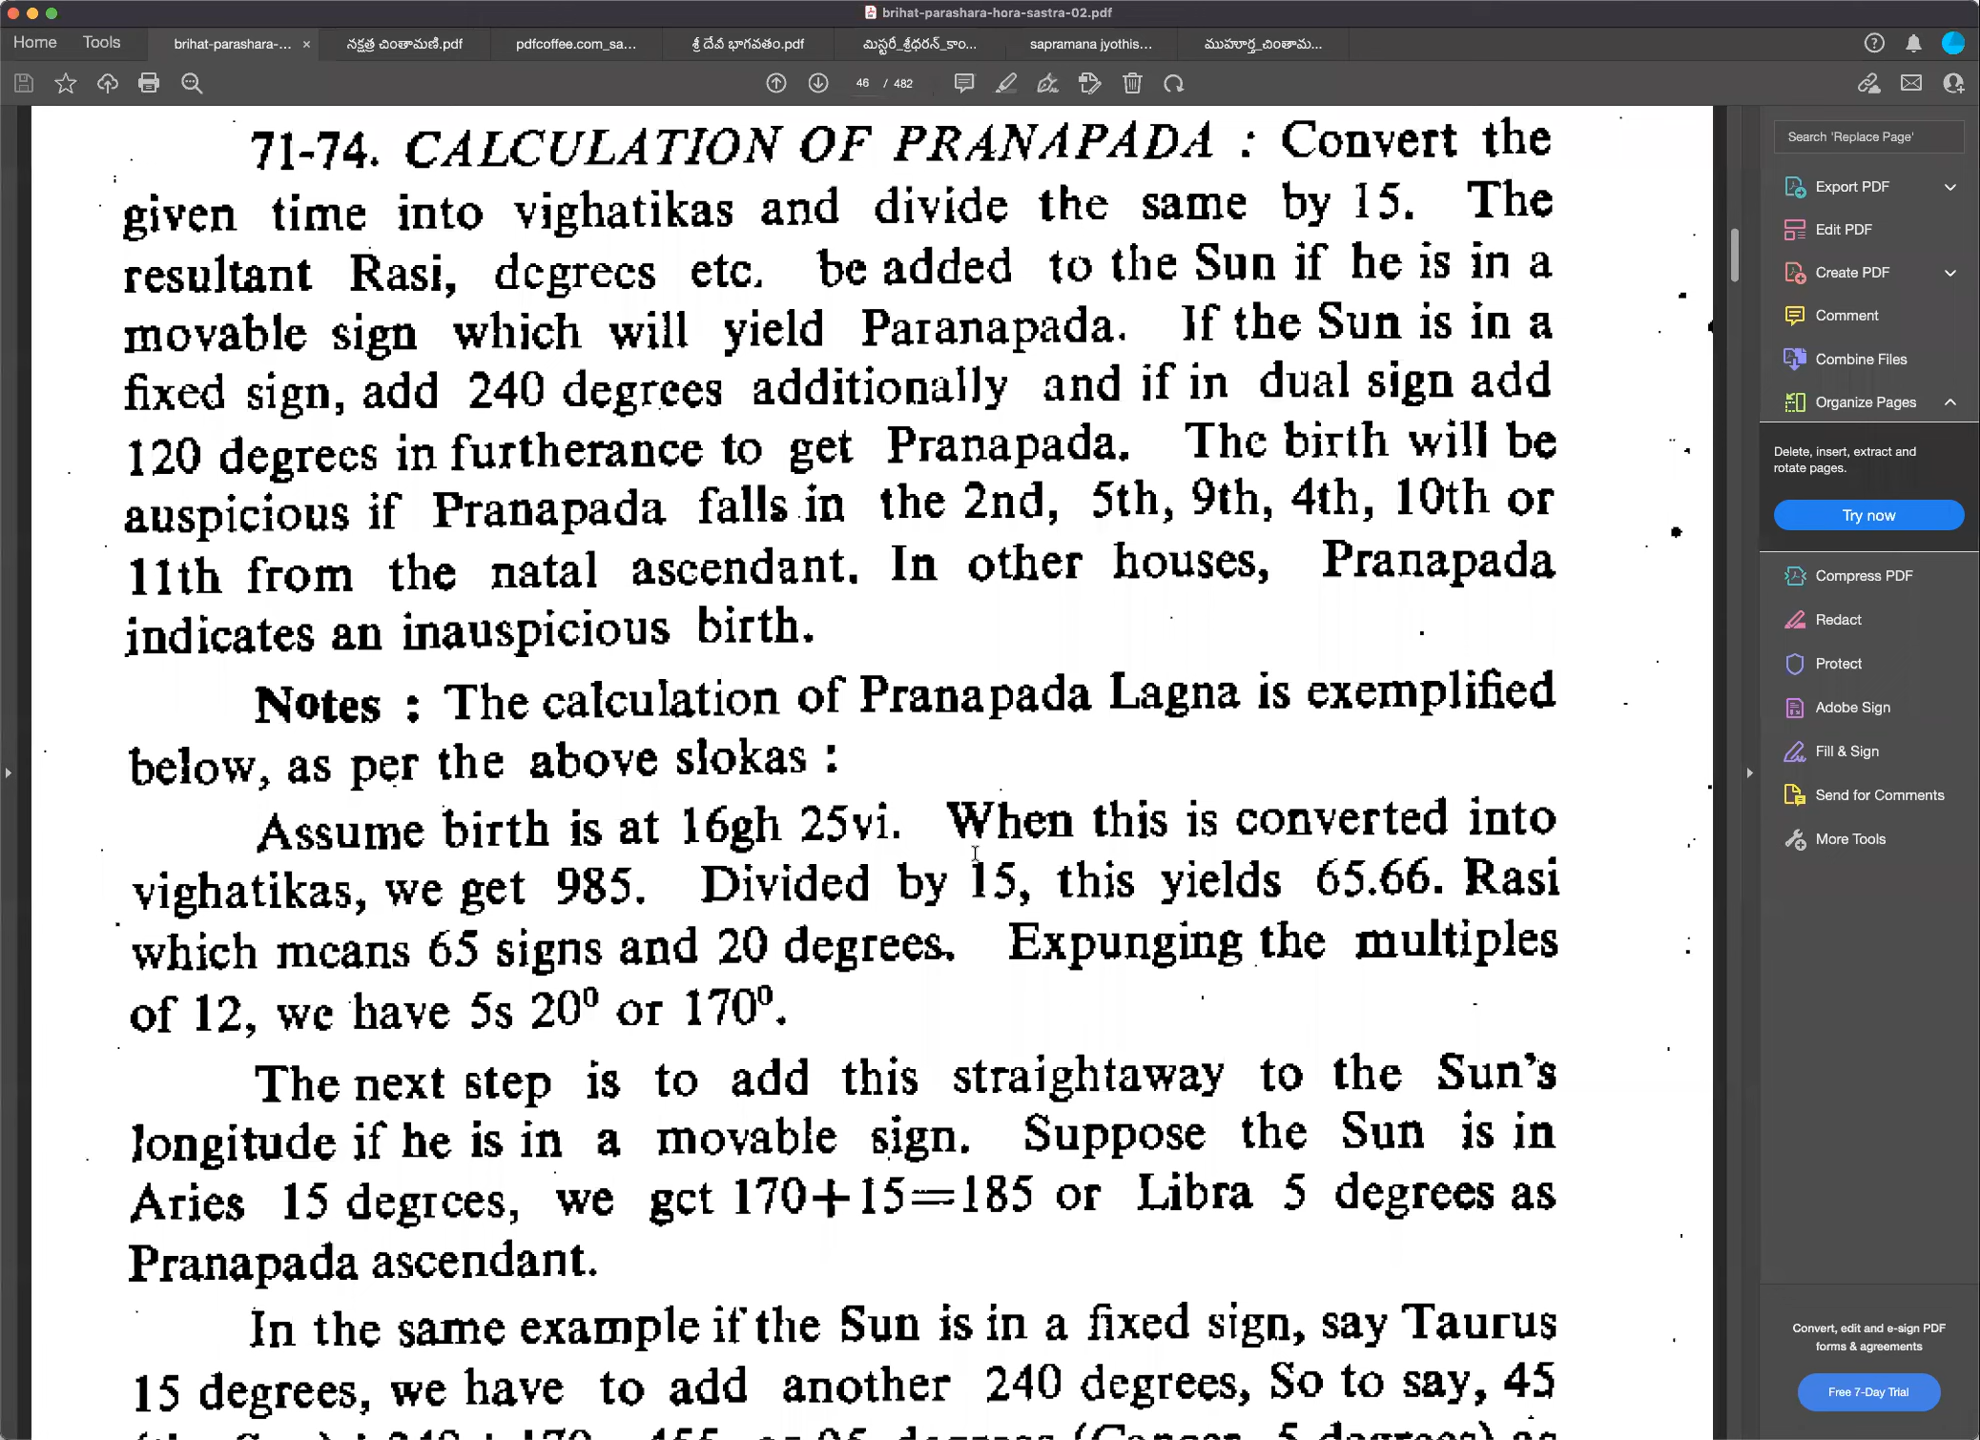 brihat-parashara-hora-sastra-02.pdf
Home Tools brihat-parashara-... × నక్షత్ర చింతామణి.pdf pdfcoffee.com_sa... శ్రీ దేవీ భాగవతం.pdf మిస్టరీ_శ్రీధరన్_కాం... sapramana jyothis... ముహూర్త_చింతామ...
46 / 482
71-74. CALCULATION OF PRANAPADA : Convert the
given time into vighatikas and divide the same by 15. The
resultant Rasi, degrees etc. be added to the Sun if he is in a
movable sign which will yield Paranapada. If the Sun is in a
fixed sign, add 240 degrees additionally and if in dual sign add
120 degrees in furtherance to get Pranapada. The birth will be
auspicious if Pranapada falls in the 2nd, 5th, 9th, 4th, 10th or
11th from the natal ascendant. In other houses, Pranapada
indicates an inauspicious birth.
Notes : The calculation of Pranapada Lagna is exemplified
below, as per the above slokas :
Assume birth is at 16gh 25vi. When this is converted into
vighatikas, we get 985. Divided by 15, this yields 65.66. Rasi
which means 65 signs and 20 degrees. Expunging the multiples
of 12, we have 5s 20⁰ or 170⁰.
The next step is to add this straightaway to the Sun's
longitude if he is in a movable sign. Suppose the Sun is in
Aries 15 degrees, we get 170+15=185 or Libra 5 degrees as
Pranapada ascendant.
In the same example if the Sun is in a fixed sign, say Taurus
15 degrees, we have to add another 240 degrees, So to say, 45
Search 'Replace Page'
Export PDF
Edit PDF
Create PDF
Comment
Combine Files
Organize Pages
Delete, insert, extract and
rotate pages.
Try now
Compress PDF
Redact
Protect
Adobe Sign
Fill & Sign
Send for Comments
More Tools
Convert, edit and e-sign PDF
forms & agreements
Free 7-Day Trial